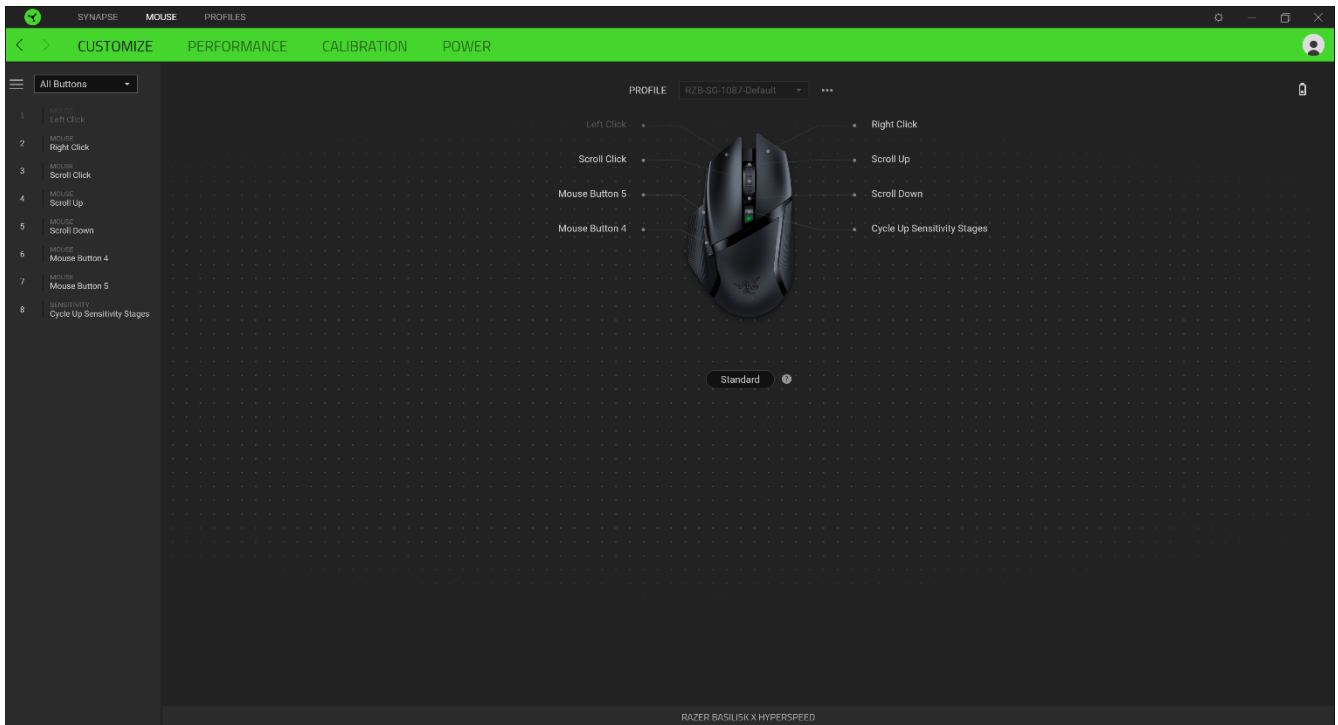 SYNAPSE MOUSE PROFILES
CUSTOMIZE PERFORMANCE CALIBRATION POWER
All Buttons
PROFILE RZB-SG-1087-Default
1 MOUSE
Left Click
2 MOUSE
Right Click
3 MOUSE
Scroll Click
4 MOUSE
Scroll Up
5 MOUSE
Scroll Down
6 MOUSE
Mouse Button 4
7 MOUSE
Mouse Button 5
8 SENSITIVITY
Cycle Up Sensitivity Stages
Left Click
Right Click
Scroll Click
Scroll Up
Mouse Button 5
Scroll Down
Mouse Button 4
Cycle Up Sensitivity Stages
Standard ?
RAZER BASILISK X HYPERSPEED